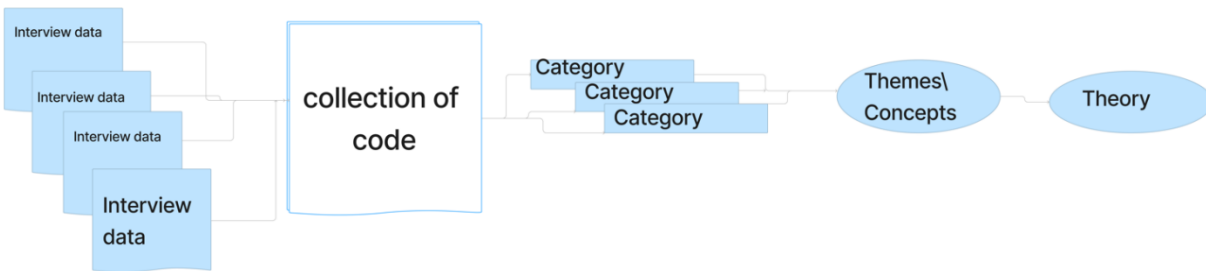 Interview data
Interview data
Interview data
Interview
data
collection of
code
Category
Category
Category
Themes\
Concepts
Theory